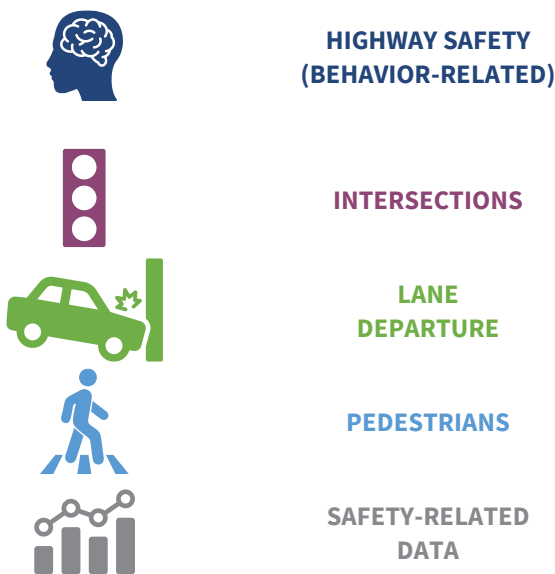 HIGHWAY SAFETY
(BEHAVIOR-RELATED)
INTERSECTIONS
LANE
DEPARTURE
PEDESTRIANS
SAFETY-RELATED
DATA